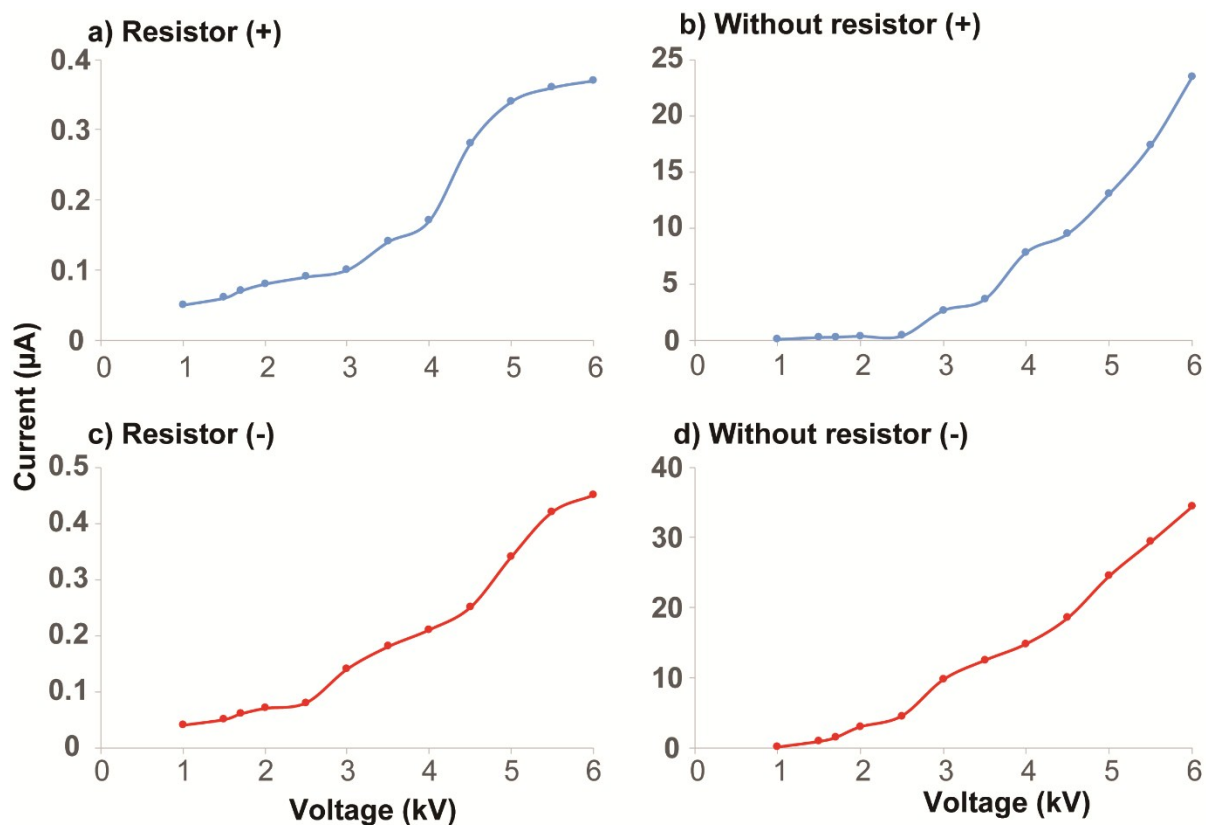 a) Resistor (+)
0.4
0.3
0.2
0.1
0
0 1 2 3 4 5 6
b) Without resistor (+)
25
20
15
10
5
0
0 1 2 3 4 5 6
Current (µA)
c) Resistor (-)
0.5
0.4
0.3
0.2
0.1
0
0 1 2 3 4 5 6
Voltage (kV)
d) Without resistor (-)
40
30
20
10
0
0 1 2 3 4 5 6
Voltage (kV)